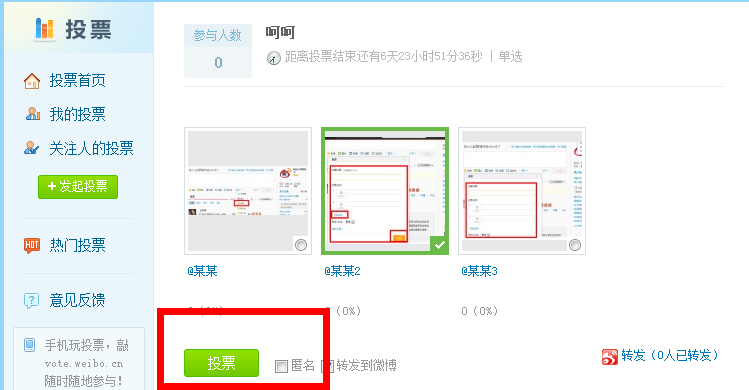 投票
投票首页
我的投票
关注人的投票
+发起投票
热门投票
意见反馈
手机玩投票，敲
vote.weibo.cn
随时随地参与！
参与人数
0
呵呵
距离投票结束还有6天23小时51分36秒 | 单选
@某某
@某某2
@某某3
0 (0%)
0 (0%)
0 (0%)
投票
匿名
转发到微博
转发（0人已转发）